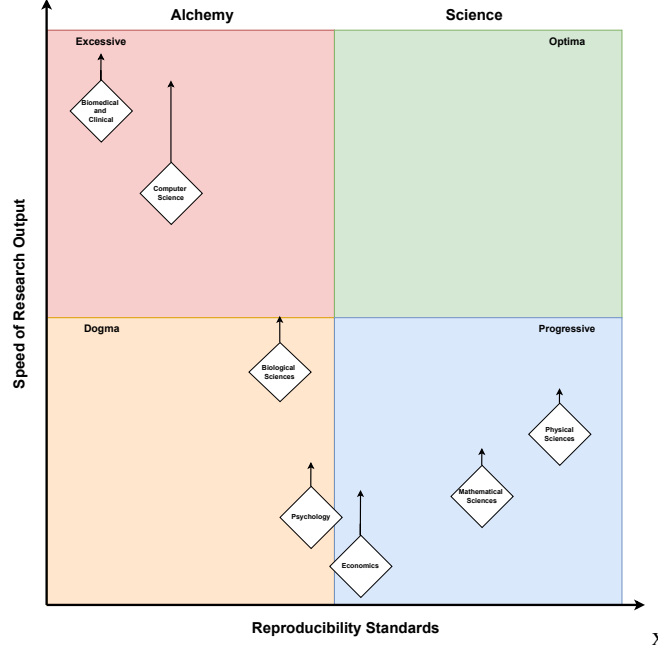 Alchemy Science
Excessive Optima
Biomedical
and
Clinical
Computer
Science
Speed of Research Output
Dogma Progressive
Biological
Sciences
Physical
Sciences
Mathematical
Sciences
Psychology
Economics
Reproducibility Standards
X